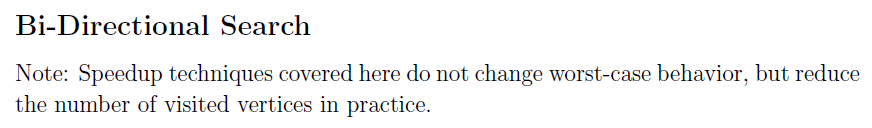 Bi-Directional Search
Note: Speedup techniques covered here do not change worst-case behavior, but reduce
the number of visited vertices in practice.